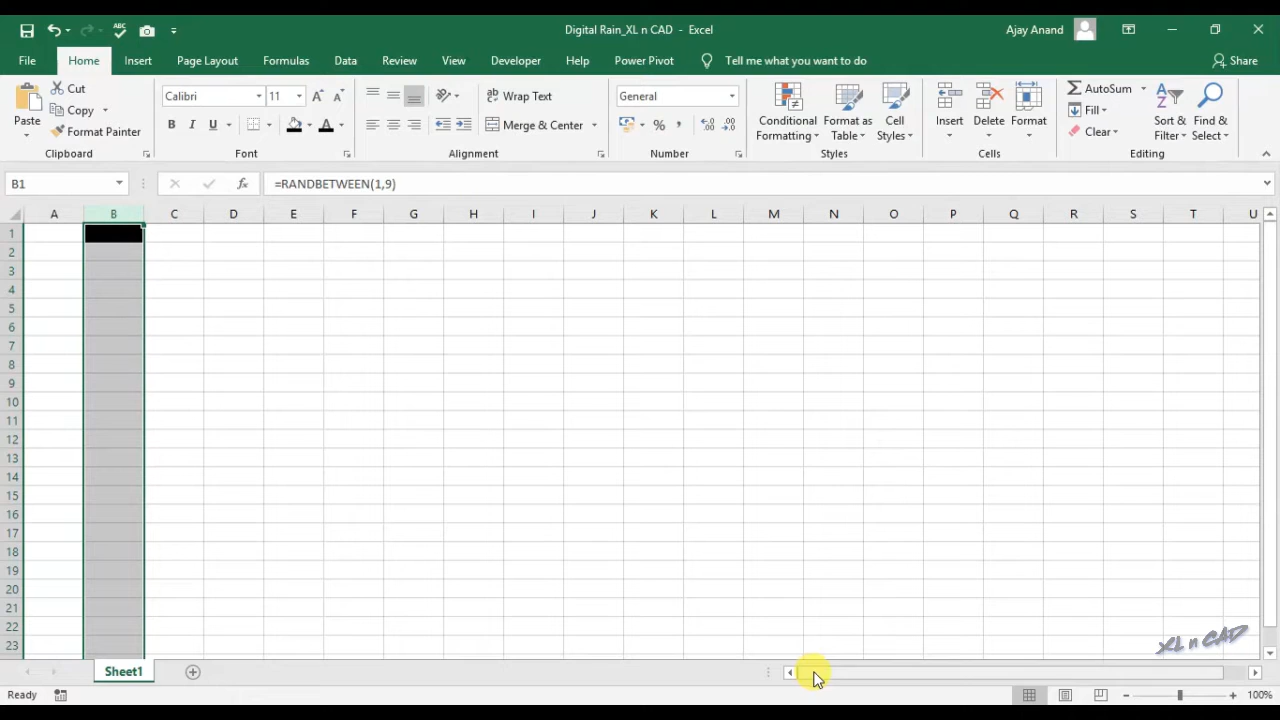 Digital Rain_XL n CAD - Excel
Ajay Anand
File Home Insert Page Layout Formulas Data Review View Developer Help Power Pivot Tell me what you want to do Share
Paste
Cut
Copy
Format Painter
Clipboard
Calibri 11
B I U
Font
Wrap Text
Merge & Center
Alignment
General
%
Number
Conditional Formatting
Format as Table
Cell Styles
Styles
Insert
Delete
Format
Cells
AutoSum
Fill
Clear
Sort & Filter
Find & Select
Editing
B1 fx =RANDBETWEEN(1,9)
A B C D E F G H I J K L M N O P Q R S T U
1
2
3
4
5
6
7
8
9
10
11
12
13
14
15
16
17
18
19
20
21
22
23
XL n CAD
Sheet1
Ready
100%